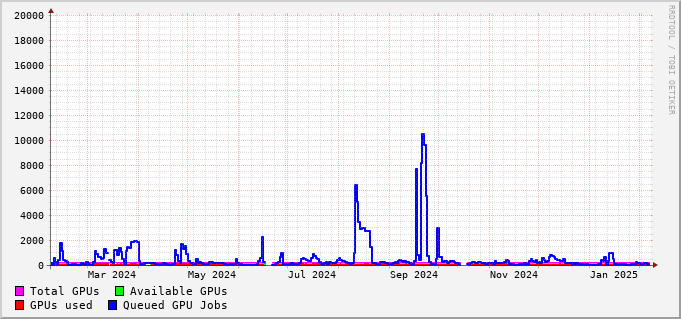 20000
18000
16000
14000
12000
10000
8000
6000
4000
2000
0
Mar 2024 May 2024 Jul 2024 Sep 2024 Nov 2024 Jan 2025
Total GPUs Available GPUs
GPUs used Queued GPU Jobs
RRDTOOL / TOBI OETIKER